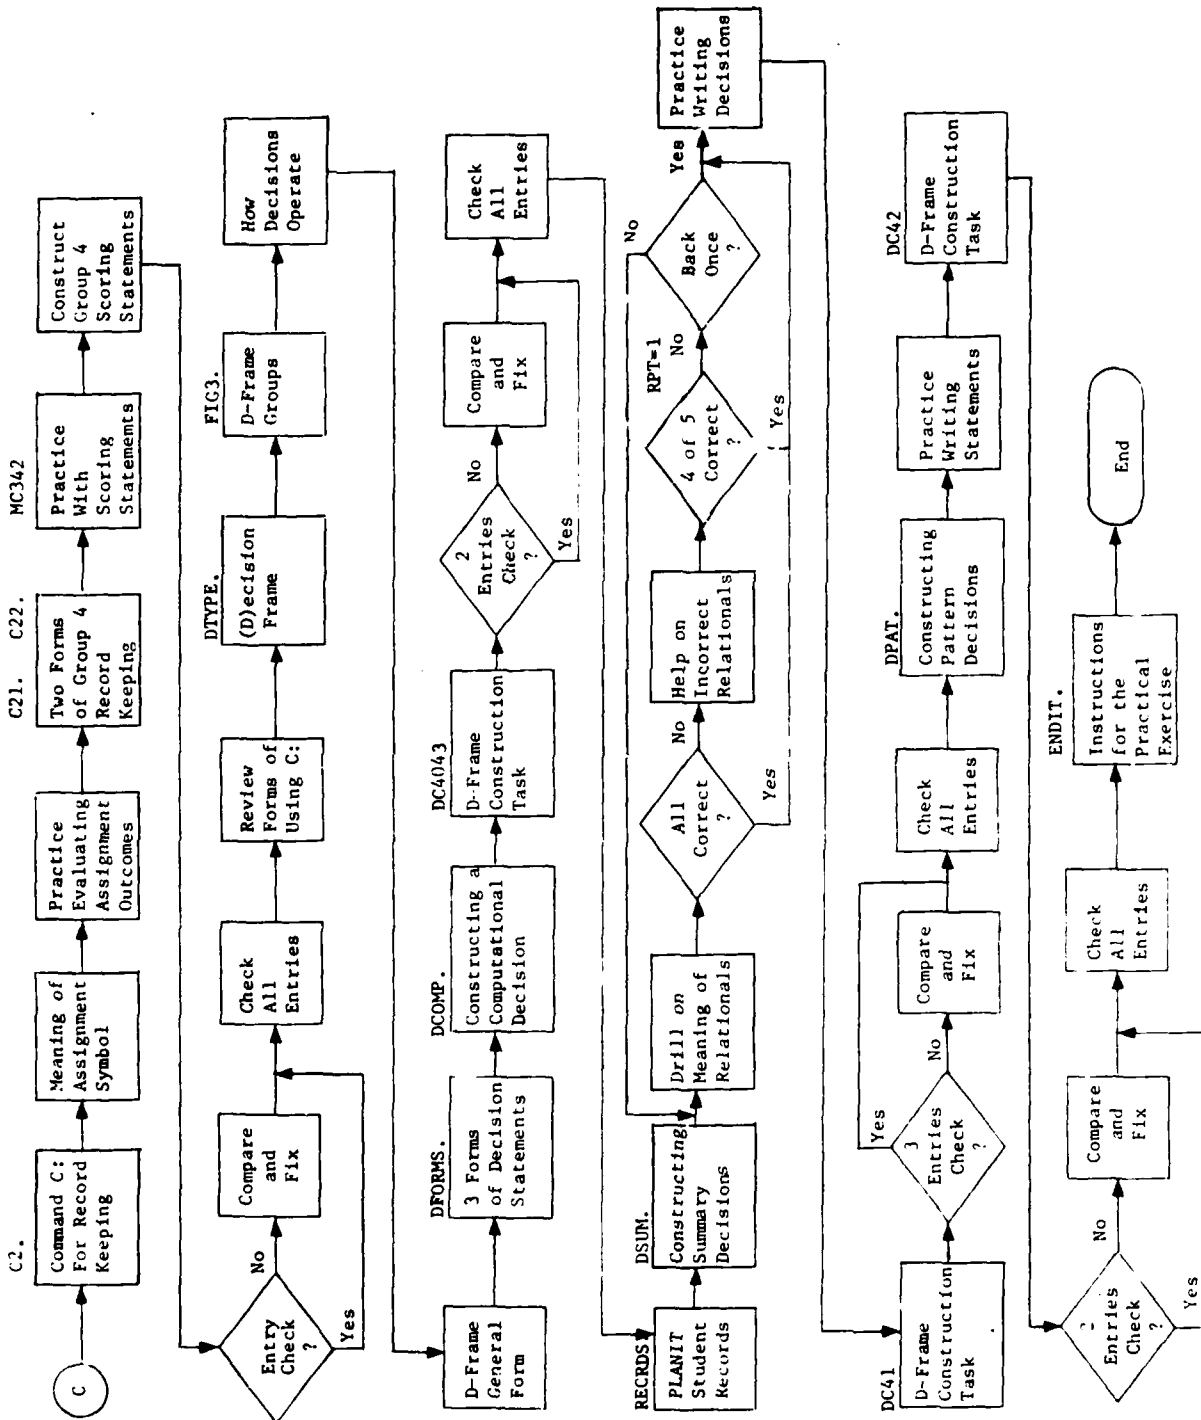 C
C2.
Command C:
For Record
Keeping
Meaning of
Assignment
Symbol
Practice
Evaluating
Assignment
Outcomes
C21. C22.
Two Forms
of Group 4
Record
Keeping
MC342
Practice
With
Scoring
Statements
Construct
Group 4
Scoring
Statements
Entry
Check
?
No
Yes
Compare
and
Fix
Check
All
Entries
Review
Forms of
Using C:
DTYPE.
(D)ecision
Frame
FIG3.
D-Frame
Groups
How
Decisions
Operate
D-Frame
General
Form
DFORMS.
3 Forms
of Decision
Statements
DCOMP.
Constructing a
Computational
Decision
DC4043
D-Frame
Construction
Task
2
Entries
Check
?
No
Yes
Compare
and
Fix
Check
All
Entries
RECRDS
PLANIT
Student
Records
DSUM.
Constructing
Summary
Decisions
Drill on
Meaning of
Relationals
All
Correct
?
No
Yes
Help on
Incorrect
Relationals
4 of 5
Correct
?
RPT=1
No
Yes
Back
Once
?
No
Yes
Practice
Writing
Decisions
DC41
D-Frame
Construction
Task
3
Entries
Check
?
Yes
No
Compare
and
Fix
Check
All
Entries
DPAT.
Constructing
Pattern
Decisions
Practice
Writing
Statements
DC42
D-Frame
Construction
Task
2
Entries
Check
?
No
Yes
Compare
and
Fix
Check
All
Entries
ENDIT.
Instructions
for the
Practical
Exercise
End